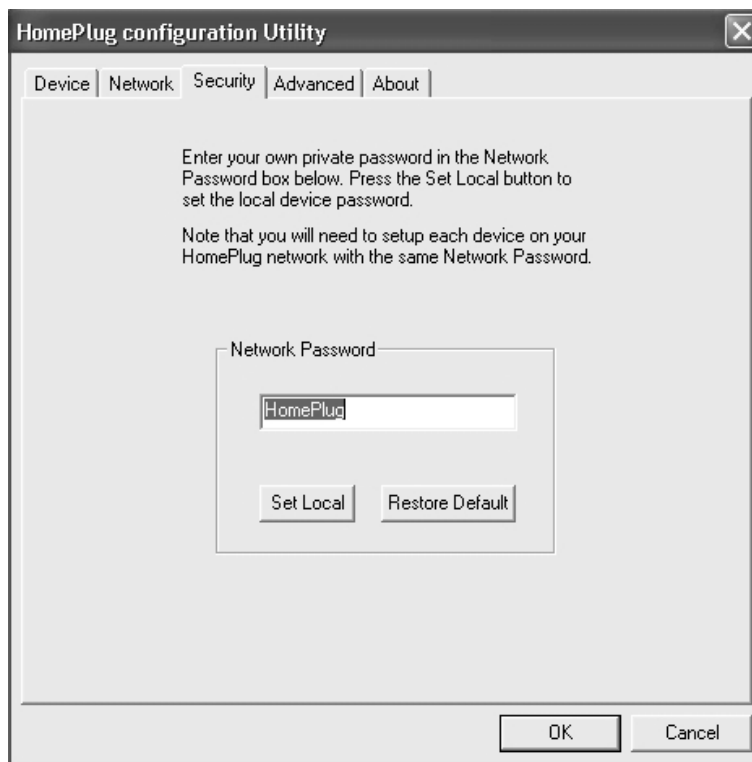 HomePlug configuration Utility
Device Network Security Advanced About
Enter your own private password in the Network
Password box below. Press the Set Local button to
set the local device password.
Note that you will need to setup each device on your
HomePlug network with the same Network Password.
Network Password
HomePlug
Set Local Restore Default
OK Cancel